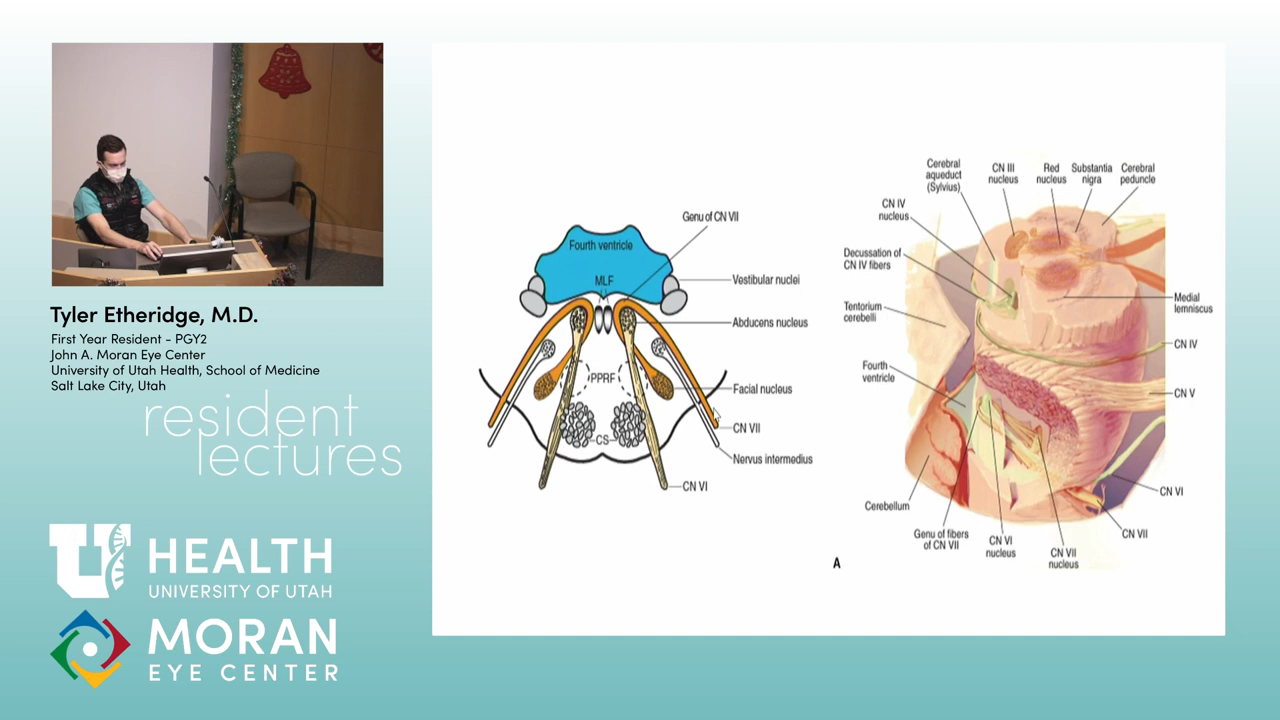 Tyler Etheridge, M.D.
First Year Resident - PGY2
John A. Moran Eye Center
University of Utah Health, School of Medicine
Salt Lake City, Utah
resident
lectures
U
HEALTH
UNIVERSITY OF UTAH
MORAN
EYE CENTER
Genu of CN VII
Fourth ventricle
MLF
Vestibular nuclei
Abducens nucleus
PPRF
Facial nucleus
CN VII
CS
Nervus intermedius
CN VI
Cerebral
aqueduct
(Sylvius)
CN III
nucleus
Red
nucleus
Substantia
nigra
Cerebral
peduncle
CN IV
nucleus
Decussation of
CN IV fibers
Tentorium
cerebelli
Medial
lemniscus
CN IV
Fourth
ventricle
CN V
CN VI
Cerebellum
Genu of fibers
of CN VII
CN VI
nucleus
CN VII
nucleus
CN VII
A